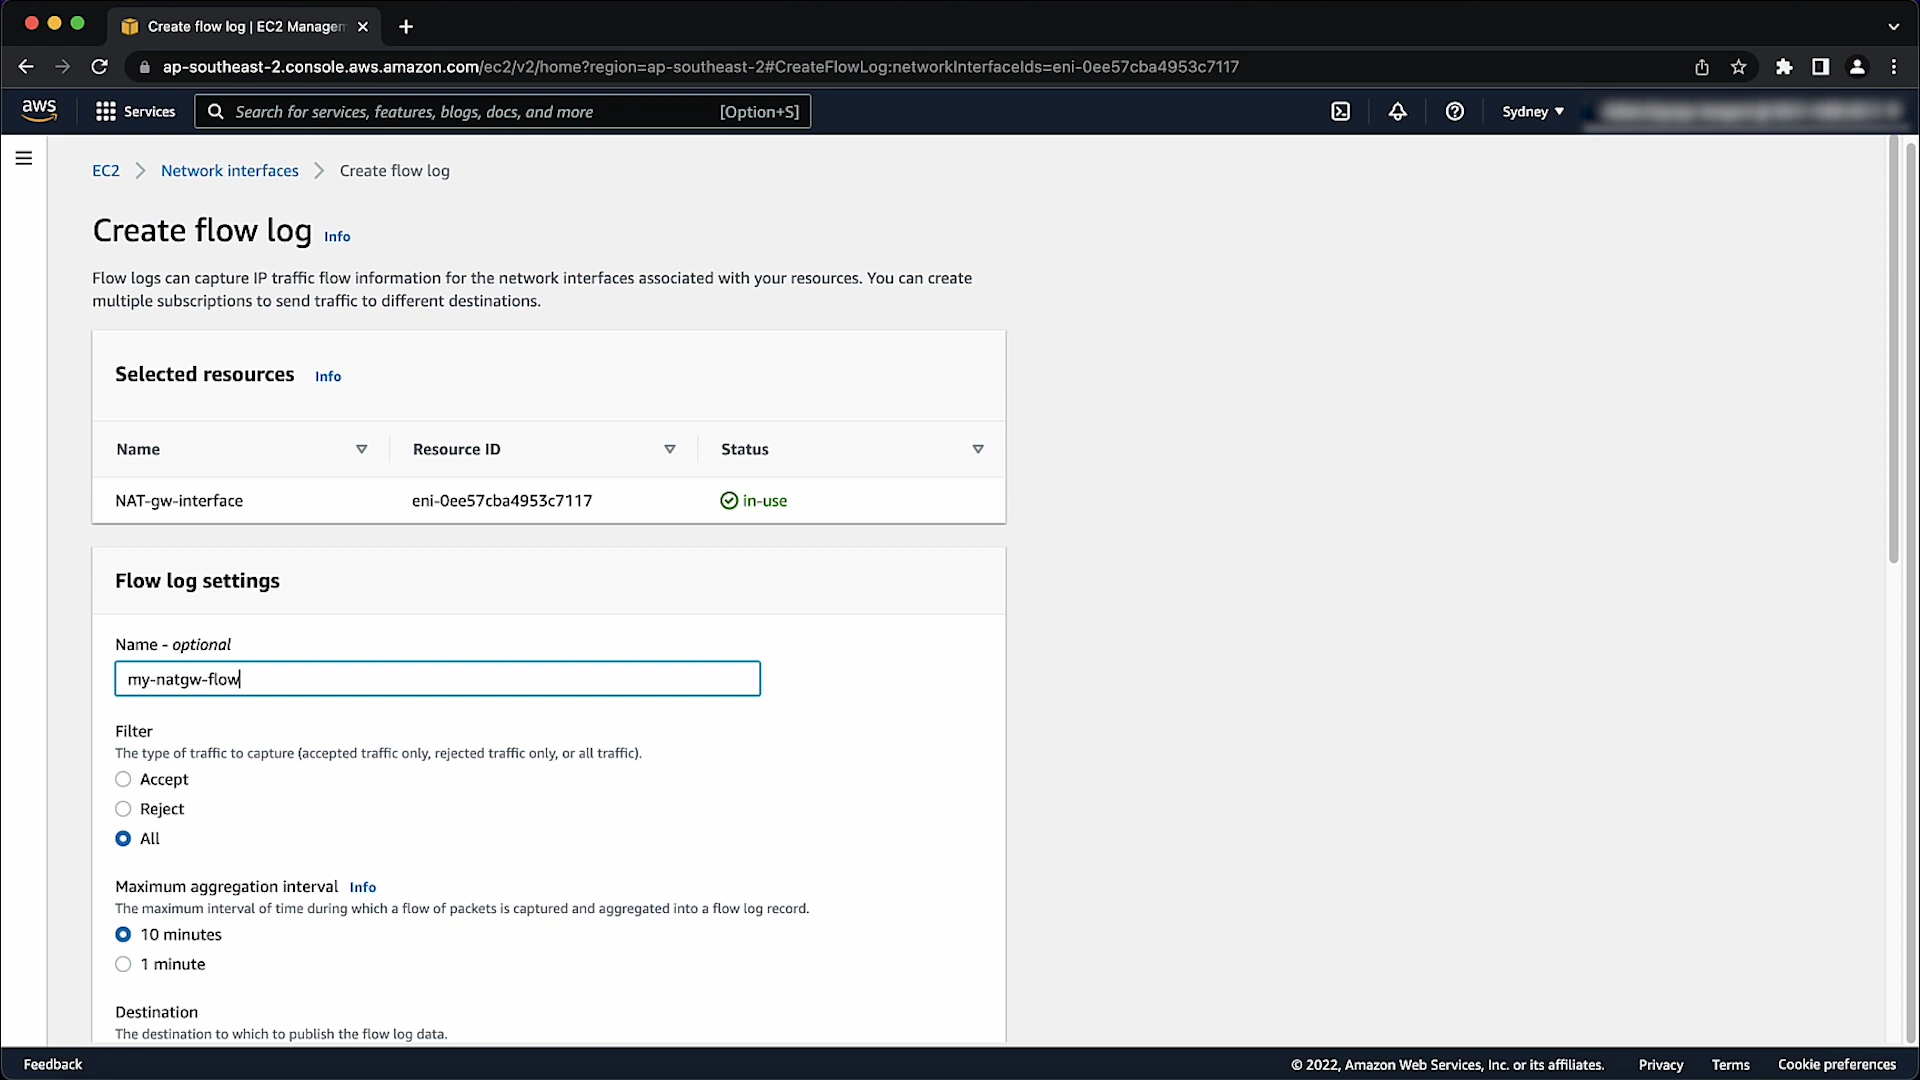 Create flow log | EC2 Managem
ap-southeast-2.console.aws.amazon.com/ec2/v2/home?region=ap-southeast-2#CreateFlowLog:networkInterfaceIds=eni-0ee57cba4953c7117
aws Services Search for services, features, blogs, docs, and more [Option+S] Sydney
EC2 Network interfaces Create flow log
Create flow log Info
Flow logs can capture IP traffic flow information for the network interfaces associated with your resources. You can create
multiple subscriptions to send traffic to different destinations.
Selected resources Info
Name Resource ID Status
NAT-gw-interface eni-0ee57cba4953c7117 in-use
Flow log settings
Name - optional
my-natgw-flow
Filter
The type of traffic to capture (accepted traffic only, rejected traffic only, or all traffic).
Accept
Reject
All
Maximum aggregation interval Info
The maximum interval of time during which a flow of packets is captured and aggregated into a flow log record.
10 minutes
1 minute
Destination
The destination to which to publish the flow log data.
Feedback © 2022, Amazon Web Services, Inc. or its affiliates. Privacy Terms Cookie preferences